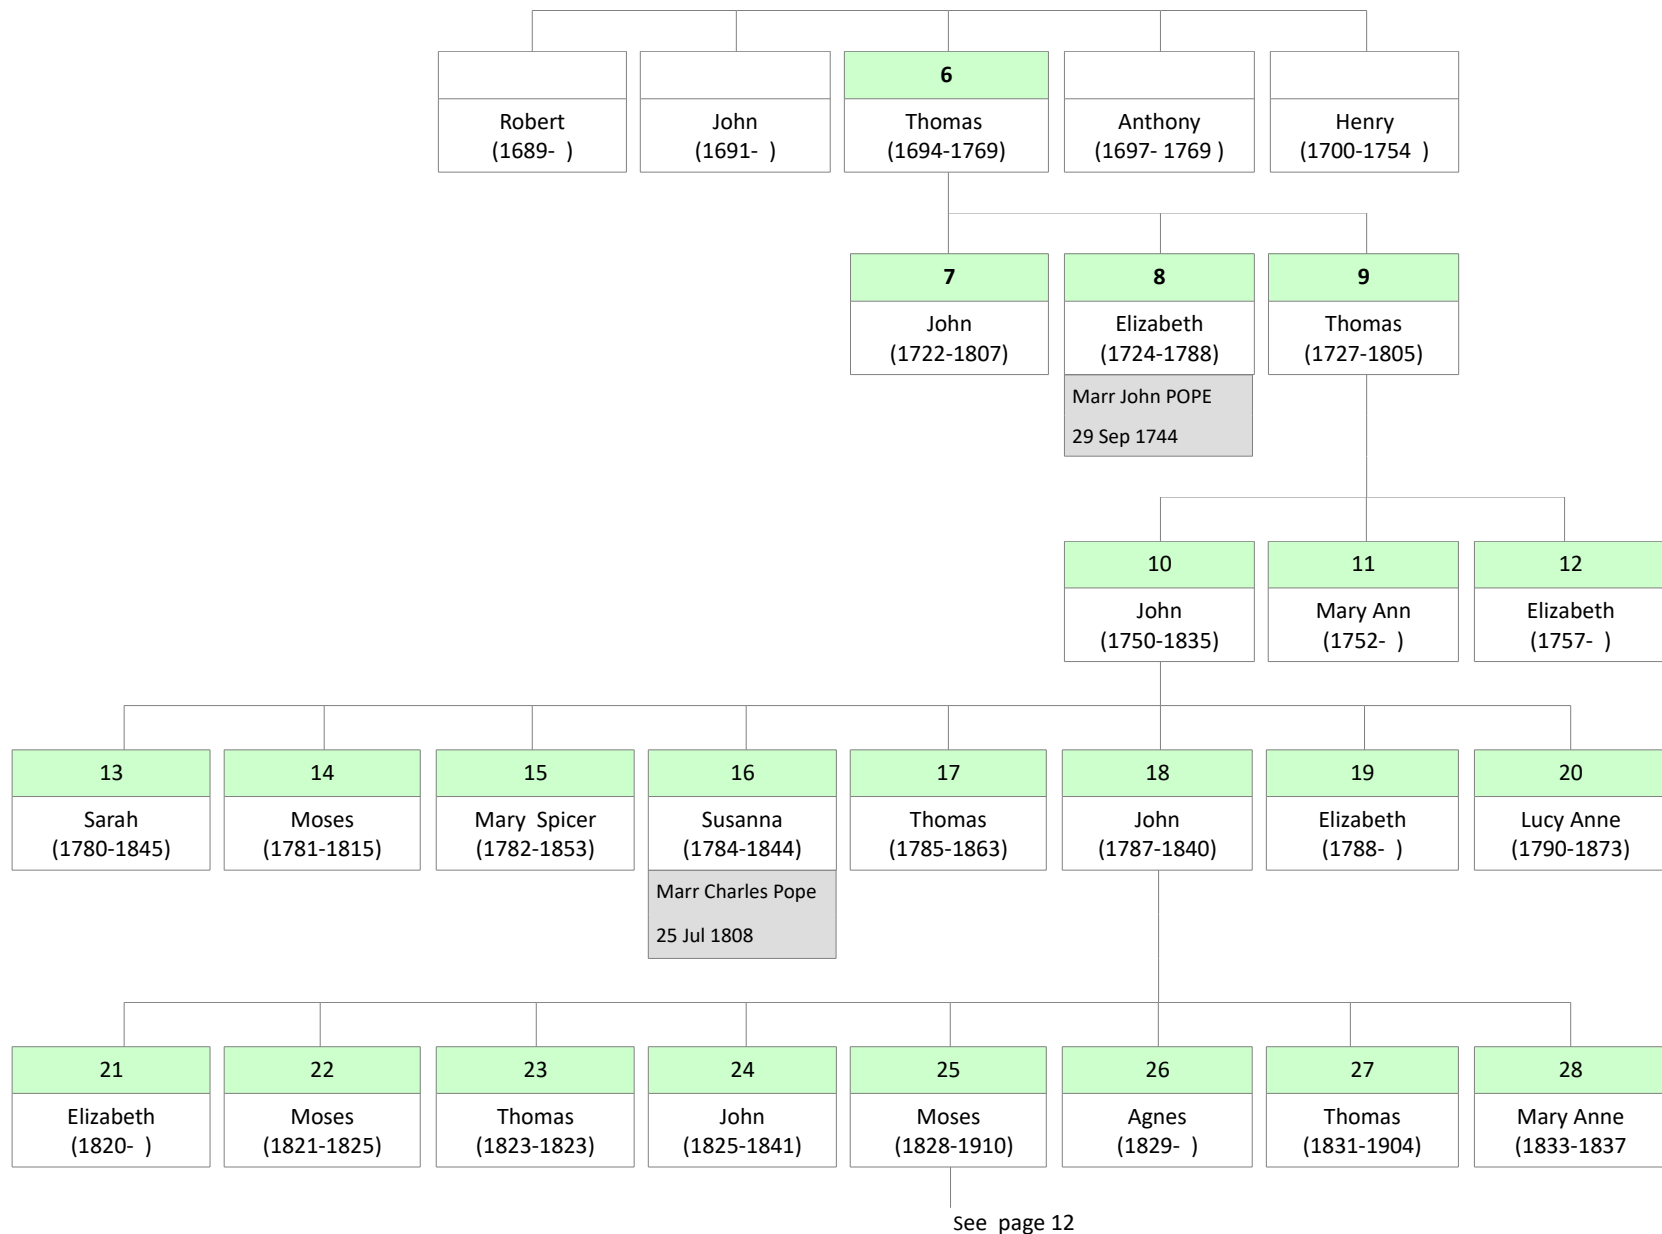 6
Robert
(1689-  )
John
(1691-  )
Thomas
(1694-1769)
Anthony
(1697- 1769 )
Henry
(1700-1754  )
7
John
(1722-1807)
8
Elizabeth
(1724-1788)
Marr John POPE
29 Sep 1744
9
Thomas
(1727-1805)
10
John
(1750-1835)
11
Mary Ann
(1752-  )
12
Elizabeth
(1757-  )
13
Sarah
(1780-1845)
14
Moses
(1781-1815)
15
Mary  Spicer
(1782-1853)
16
Susanna
(1784-1844)
Marr Charles Pope
25 Jul 1808
17
Thomas
(1785-1863)
18
John
(1787-1840)
19
Elizabeth
(1788-  )
20
Lucy Anne
(1790-1873)
21
Elizabeth
(1820-  )
22
Moses
(1821-1825)
23
Thomas
(1823-1823)
24
John
(1825-1841)
25
Moses
(1828-1910)
26
Agnes
(1829-  )
27
Thomas
(1831-1904)
28
Mary Anne
(1833-1837
See  page 12